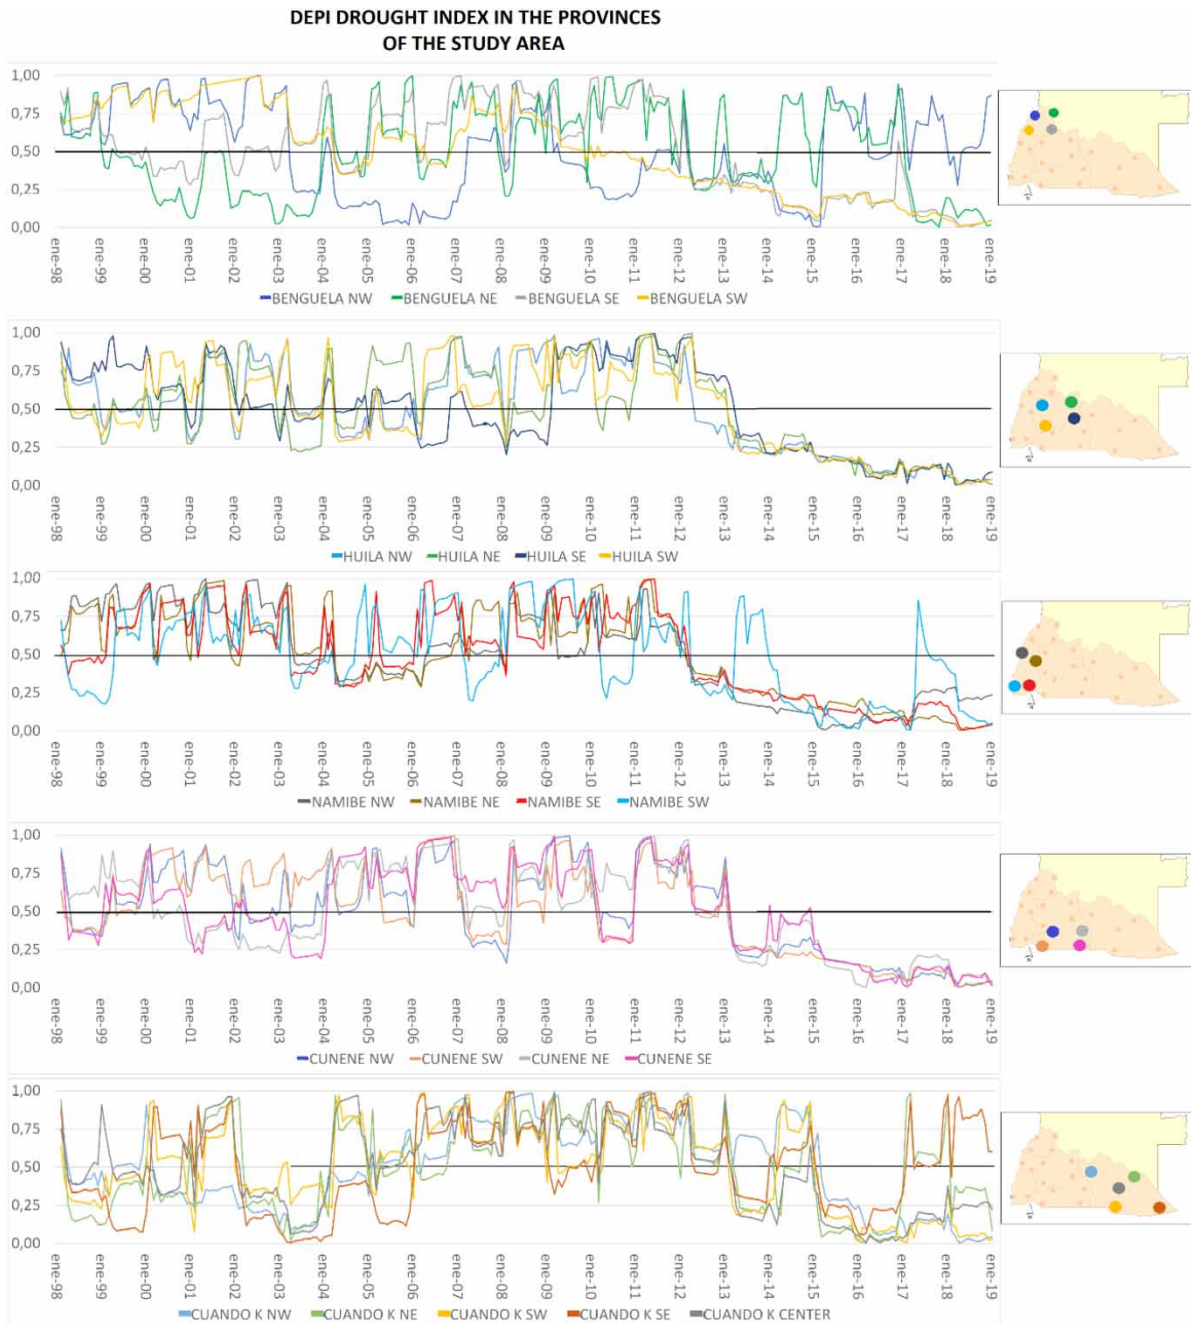 DEPI DROUGHT INDEX IN THE PROVINCES
OF THE STUDY AREA
1,00
0,75
0,50
0,25
0,00
ene-98
ene-99
ene-00
ene-01
ene-02
ene-03
ene-04
ene-05
ene-06
ene-07
ene-08
ene-09
ene-10
ene-11
ene-12
ene-13
ene-14
ene-15
ene-16
ene-17
ene-18
ene-19
BENGUELA NW BENGUELA NE BENGUELA SE BENGUELA SW
1,00
0,75
0,50
0,25
0,00
ene-98
ene-99
ene-00
ene-01
ene-02
ene-03
ene-04
ene-05
ene-06
ene-07
ene-08
ene-09
ene-10
ene-11
ene-12
ene-13
ene-14
ene-15
ene-16
ene-17
ene-18
ene-19
HUILA NW HUILA NE HUILA SE HUILA SW
1,00
0,75
0,50
0,25
0,00
ene-98
ene-99
ene-00
ene-01
ene-02
ene-03
ene-04
ene-05
ene-06
ene-07
ene-08
ene-09
ene-10
ene-11
ene-12
ene-13
ene-14
ene-15
ene-16
ene-17
ene-18
ene-19
NAMIBE NW NAMIBE NE NAMIBE SE NAMIBE SW
1,00
0,75
0,50
0,25
0,00
ene-98
ene-99
ene-00
ene-01
ene-02
ene-03
ene-04
ene-05
ene-06
ene-07
ene-08
ene-09
ene-10
ene-11
ene-12
ene-13
ene-14
ene-15
ene-16
ene-17
ene-18
ene-19
CUNENE NW CUNENE SW CUNENE NE CUNENE SE
1,00
0,75
0,50
0,25
0,00
ene-98
ene-99
ene-00
ene-01
ene-02
ene-03
ene-04
ene-05
ene-06
ene-07
ene-08
ene-09
ene-10
ene-11
ene-12
ene-13
ene-14
ene-15
ene-16
ene-17
ene-18
ene-19
CUANDO K NW CUANDO K NE CUANDO K SW CUANDO K SE CUANDO K CENTER